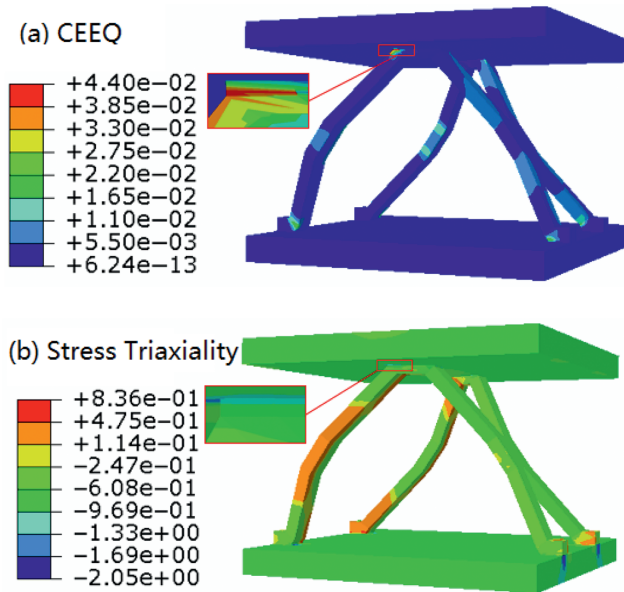 (a) CEEQ
+4.40e-02
+3.85e-02
+3.30e-02
+2.75e-02
+2.20e-02
+1.65e-02
+1.10e-02
+5.50e-03
+6.24e-13
(b) Stress Triaxiality
+8.36e-01
+4.75e-01
+1.14e-01
-2.47e-01
-6.08e-01
-9.69e-01
-1.33e+00
-1.69e+00
-2.05e+00